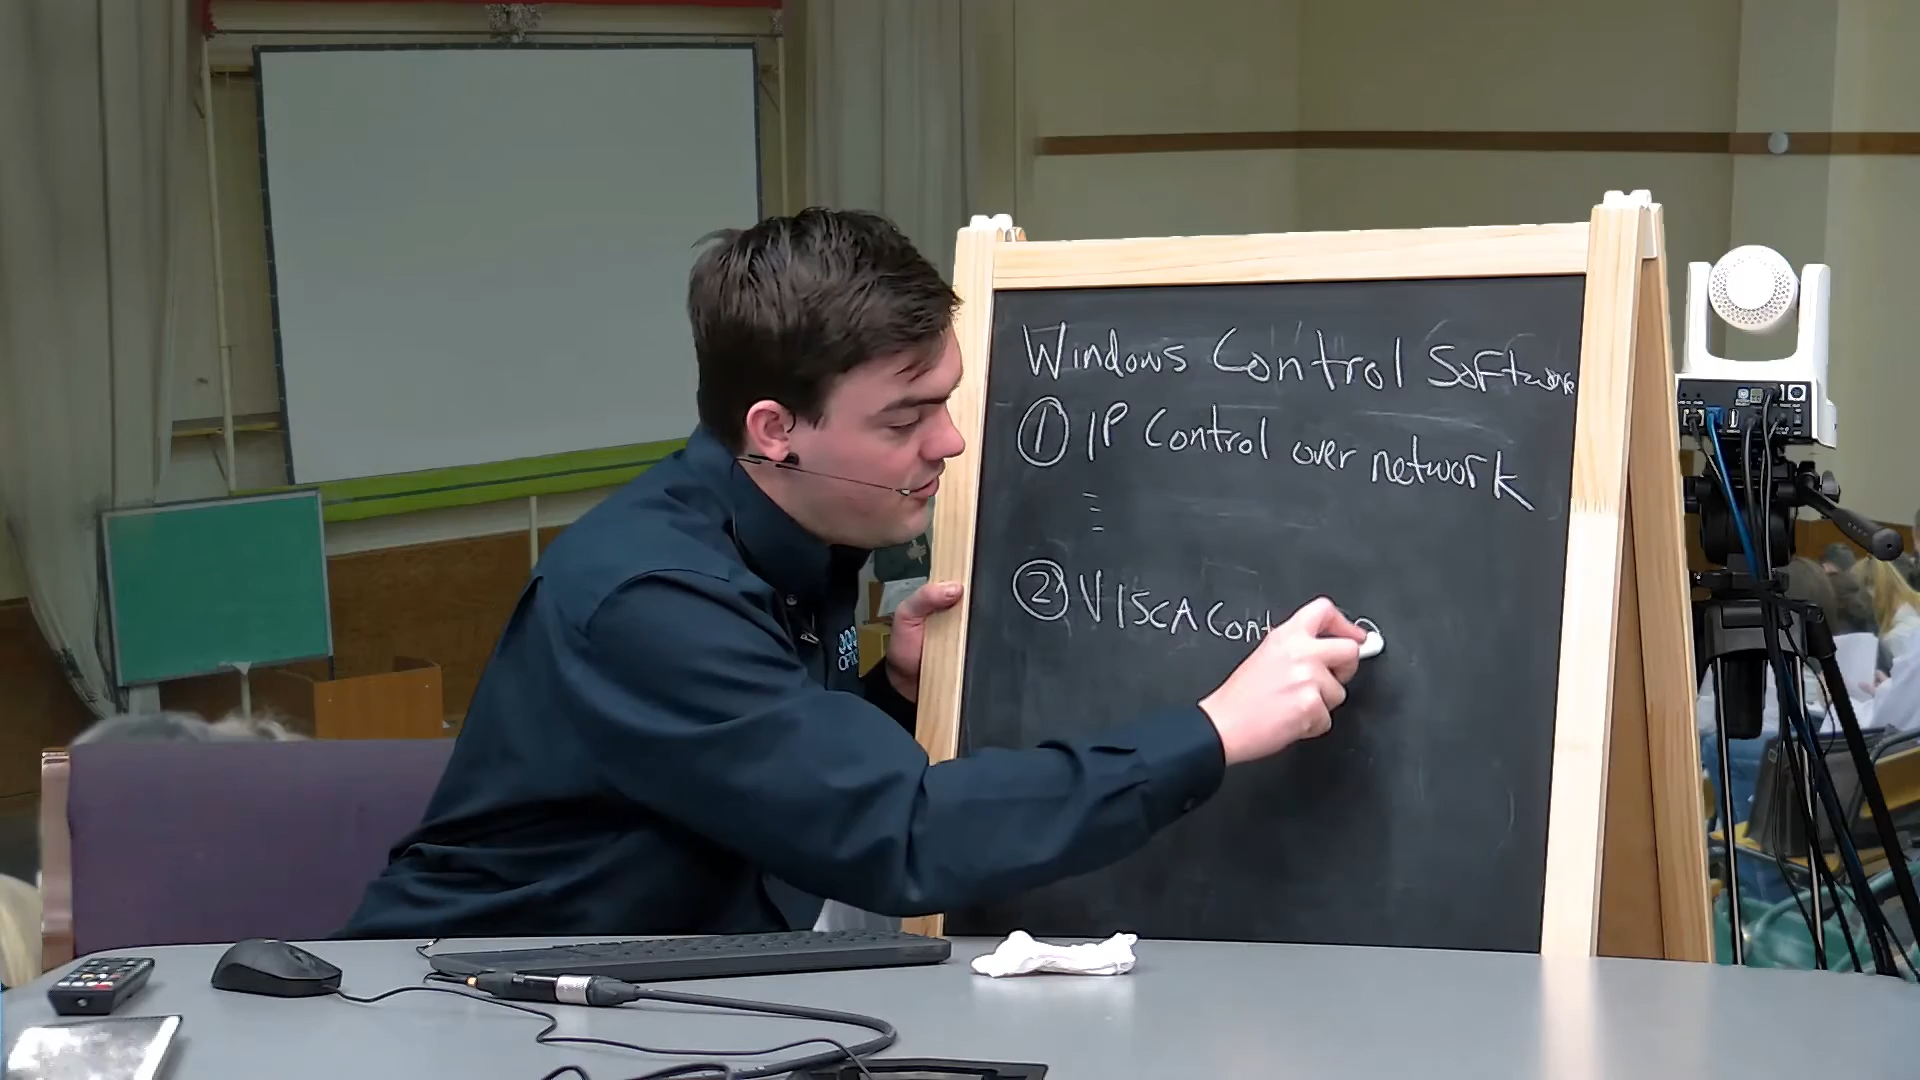 Windows Control Software
① IP Control over network
② VISCA Cont